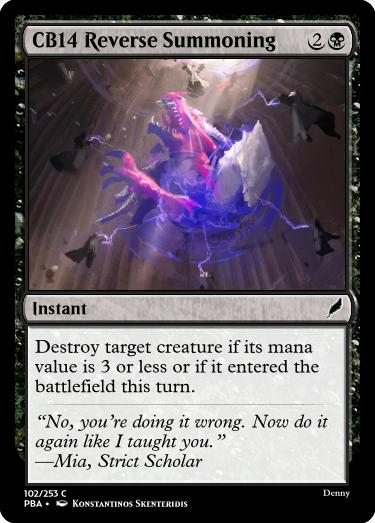 CB14 Reverse Summoning 2
Instant
Destroy target creature if its mana
value is 3 or less or if it entered the
battlefield this turn.
“No, you’re doing it wrong. Now do it
again like I taught you.”
—Mia, Strict Scholar
102/253 C
PBA • Konstantinos Skenteridis
Denny